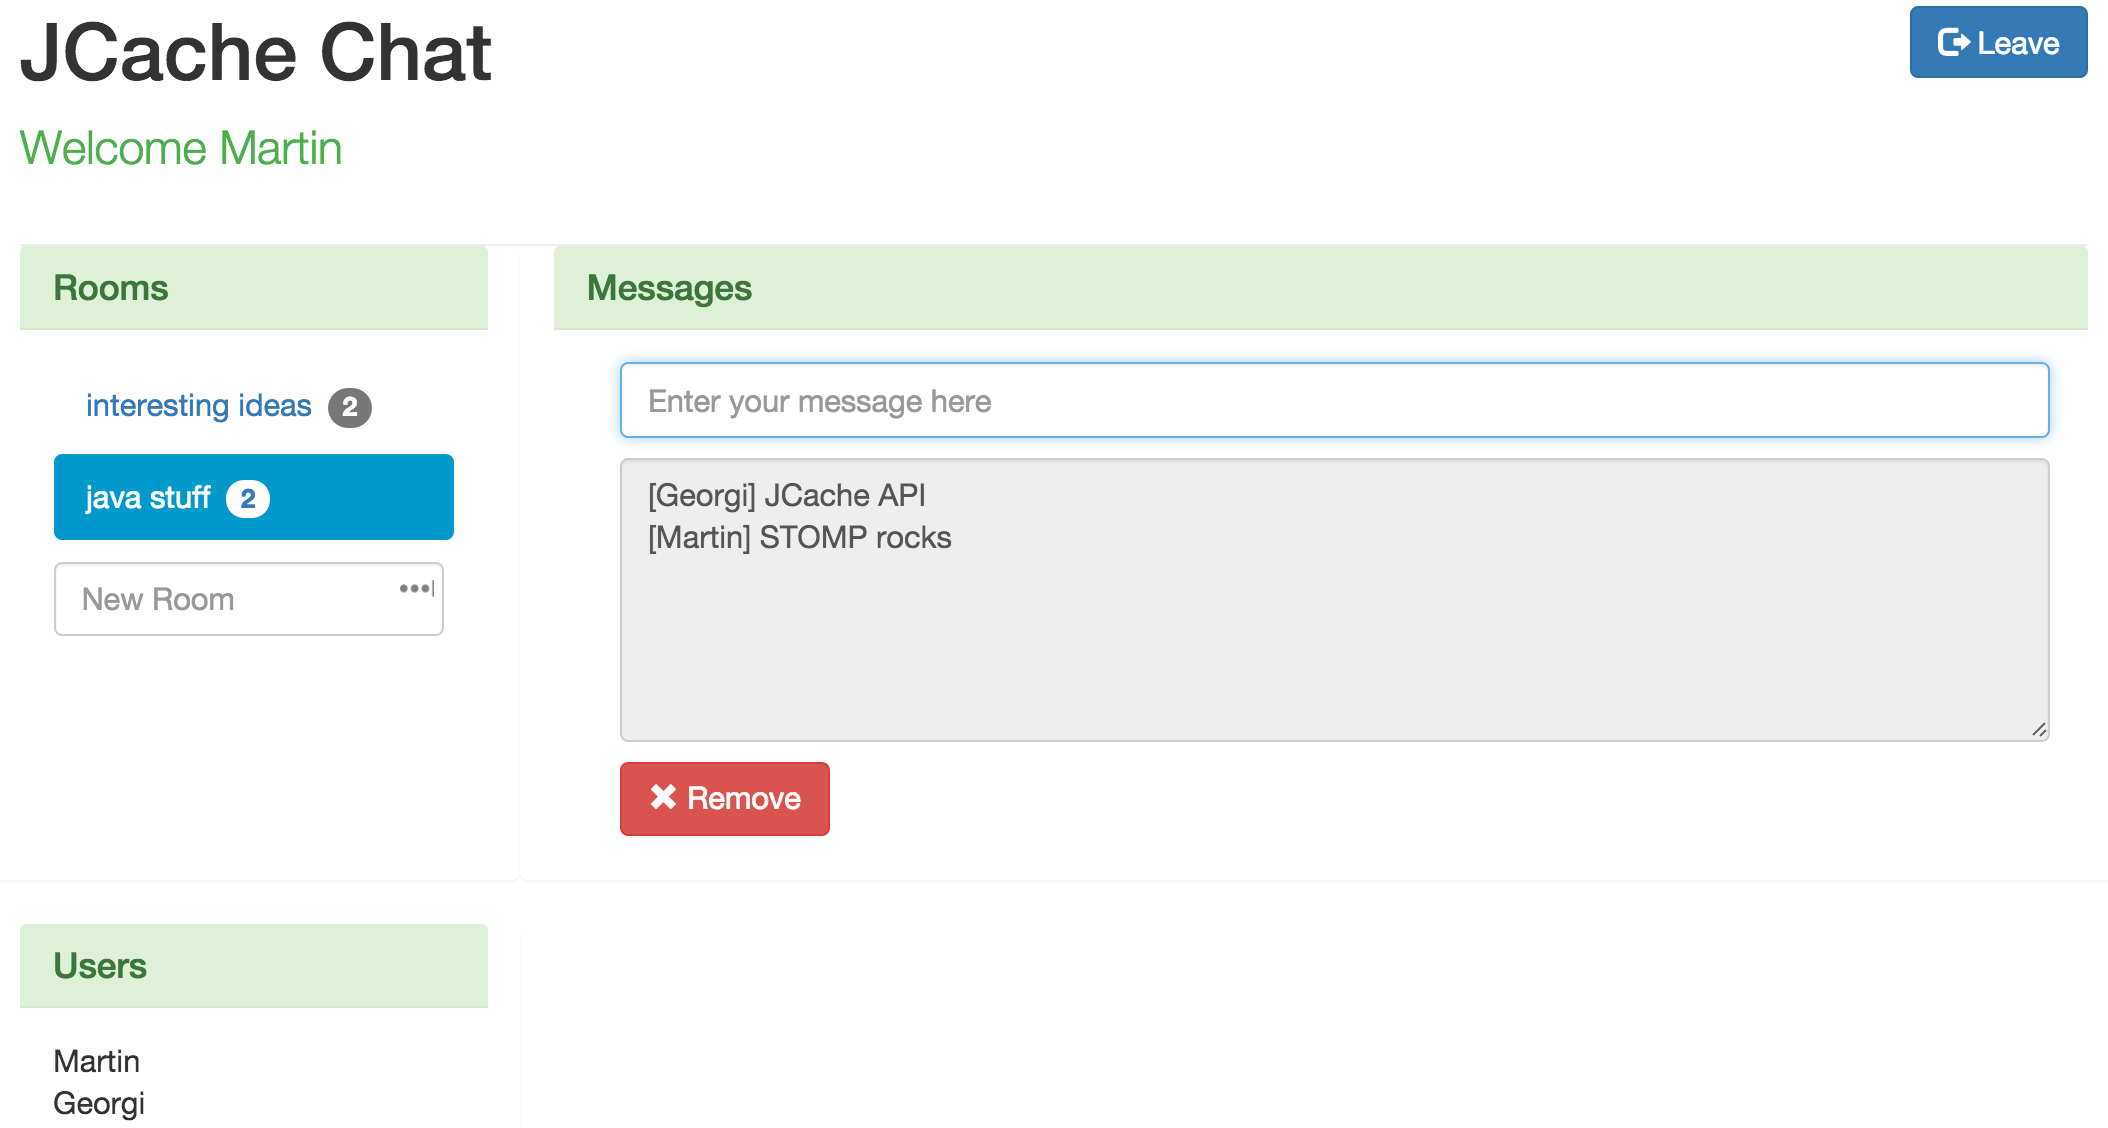 JCache Chat
Leave
Welcome Martin
Rooms
interesting ideas 2
java stuff 2
New Room
Messages
Enter your message here
[Georgi] JCache API
[Martin] STOMP rocks
Remove
Users
Martin
Georgi